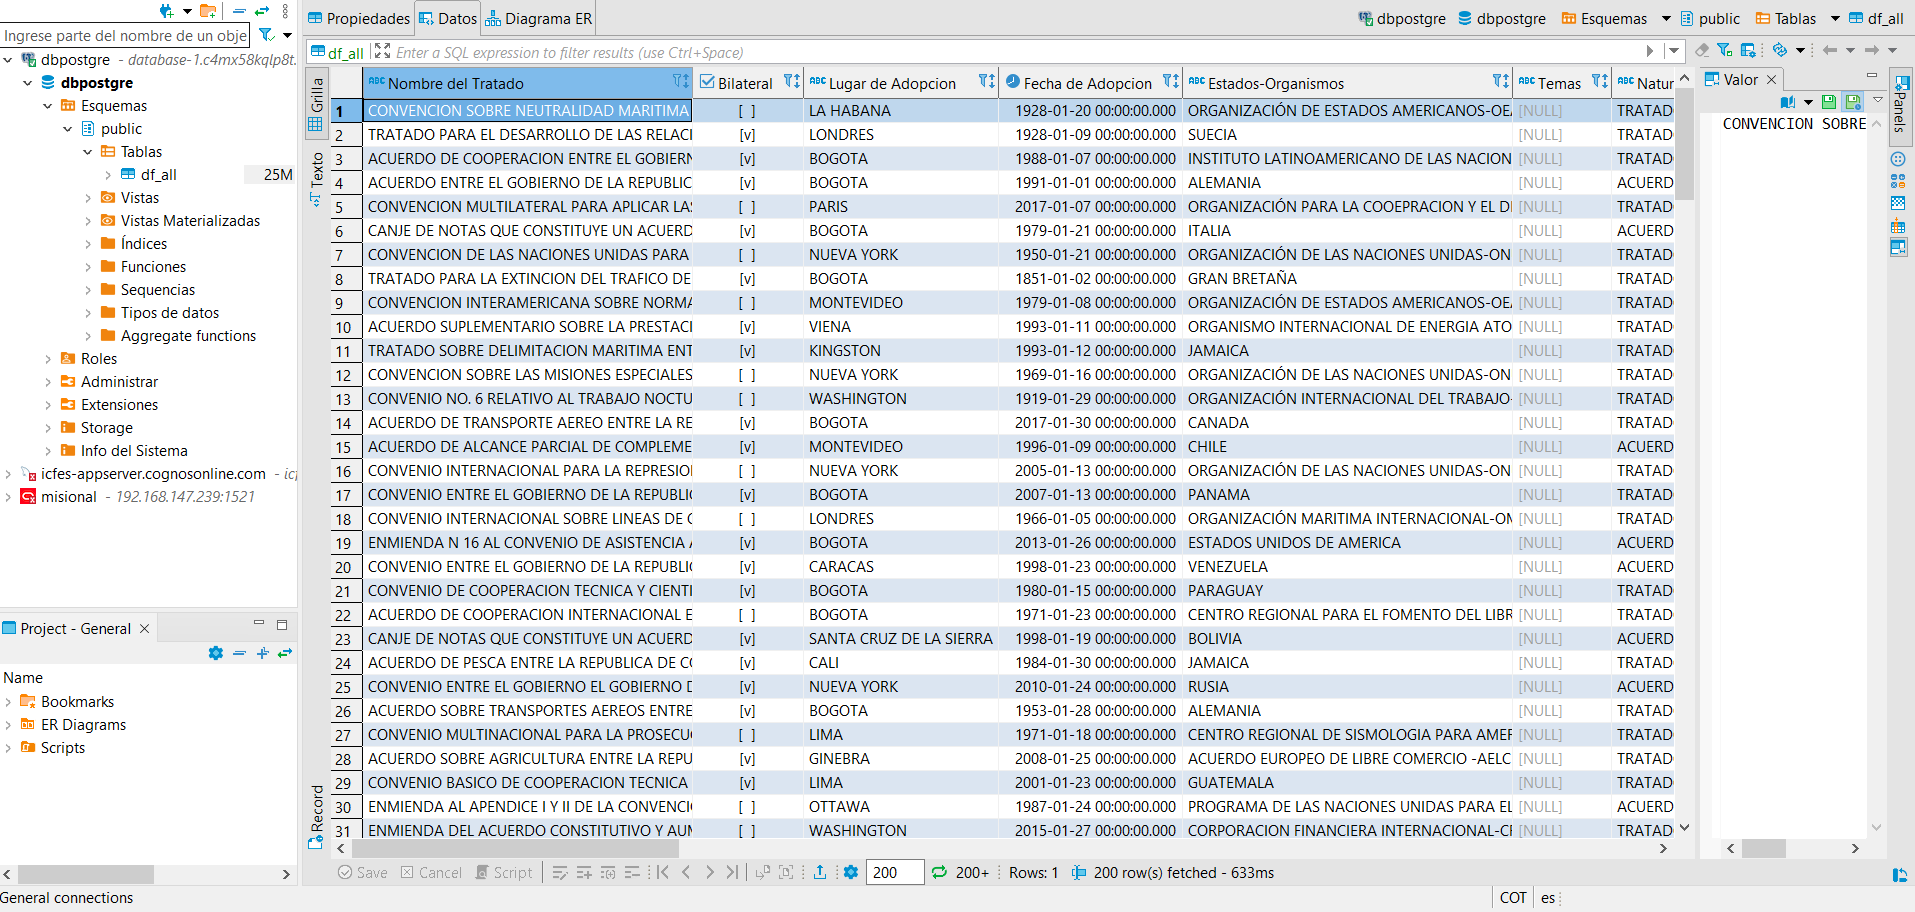 Ingrese parte del nombre de un obje
dbpostgre - database-1.c4mx58kqlp8t.
dbpostgre
Esquemas
public
Tablas
df_all 25M
Vistas
Vistas Materializadas
Índices
Funciones
Sequencias
Tipos de datos
Aggregate functions
Roles
Administrar
Extensiones
Storage
Info del Sistema
icfes-appserver.cognosonline.com - icf
misional - 192.168.147.239:1521
Project - General
Name
Bookmarks
ER Diagrams
Scripts
General connections
Propiedades Datos Diagrama ER dbpostgre dbpostgre Esquemas public Tablas df_all
df_all Enter a SQL expression to filter results (use Ctrl+Space)
Grilla
Texto
Record
ABC Nombre del Tratado Bilateral ABC Lugar de Adopcion Fecha de Adopcion ABC Estados-Organismos ABC Temas ABC Natur
1 CONVENCION SOBRE NEUTRALIDAD MARITIMA [ ] LA HABANA 1928-01-20 00:00:00.000 ORGANIZACIÓN DE ESTADOS AMERICANOS-OEA [NULL] TRATAD
2 TRATADO PARA EL DESARROLLO DE LAS RELACI [v] LONDRES 1928-01-09 00:00:00.000 SUECIA [NULL] TRATAD
3 ACUERDO DE COOPERACION ENTRE EL GOBIERN [v] BOGOTA 1988-01-07 00:00:00.000 INSTITUTO LATINOAMERICANO DE LAS NACION [NULL] TRATAD
4 ACUERDO ENTRE EL GOBIERNO DE LA REPUBLIC [v] BOGOTA 1991-01-01 00:00:00.000 ALEMANIA [NULL] ACUERD
5 CONVENCION MULTILATERAL PARA APLICAR LAS [ ] PARIS 2017-01-07 00:00:00.000 ORGANIZACIÓN PARA LA COOEPRACION Y EL DI [NULL] TRATAD
6 CANJE DE NOTAS QUE CONSTITUYE UN ACUERD [v] BOGOTA 1979-01-21 00:00:00.000 ITALIA [NULL] ACUERD
7 CONVENCION DE LAS NACIONES UNIDAS PARA [ ] NUEVA YORK 1950-01-21 00:00:00.000 ORGANIZACIÓN DE LAS NACIONES UNIDAS-ON [NULL] TRATAD
8 TRATADO PARA LA EXTINCION DEL TRAFICO DE [v] BOGOTA 1851-01-02 00:00:00.000 GRAN BRETAÑA [NULL] TRATAD
9 CONVENCION INTERAMERICANA SOBRE NORMA [ ] MONTEVIDEO 1979-01-08 00:00:00.000 ORGANIZACIÓN DE ESTADOS AMERICANOS-OEA [NULL] TRATAD
10 ACUERDO SUPLEMENTARIO SOBRE LA PRESTACI [v] VIENA 1993-01-11 00:00:00.000 ORGANISMO INTERNACIONAL DE ENERGIA ATO [NULL] TRATAD
11 TRATADO SOBRE DELIMITACION MARITIMA ENT [v] KINGSTON 1993-01-12 00:00:00.000 JAMAICA [NULL] TRATAD
12 CONVENCION SOBRE LAS MISIONES ESPECIALES [ ] NUEVA YORK 1969-01-16 00:00:00.000 ORGANIZACIÓN DE LAS NACIONES UNIDAS-ON [NULL] TRATAD
13 CONVENIO NO. 6 RELATIVO AL TRABAJO NOCTU [ ] WASHINGTON 1919-01-29 00:00:00.000 ORGANIZACIÓN INTERNACIONAL DEL TRABAJO- [NULL] TRATAD
14 ACUERDO DE TRANSPORTE AEREO ENTRE LA RE [v] BOGOTA 2017-01-30 00:00:00.000 CANADA [NULL] TRATAD
15 ACUERDO DE ALCANCE PARCIAL DE COMPLEME [v] MONTEVIDEO 1996-01-09 00:00:00.000 CHILE [NULL] ACUERD
16 CONVENIO INTERNACIONAL PARA LA REPRESIO [ ] NUEVA YORK 2005-01-13 00:00:00.000 ORGANIZACIÓN DE LAS NACIONES UNIDAS-ON [NULL] TRATAD
17 CONVENIO ENTRE EL GOBIERNO DE LA REPUBLI [v] BOGOTA 2007-01-13 00:00:00.000 PANAMA [NULL] TRATAD
18 CONVENIO INTERNACIONAL SOBRE LINEAS DE C [ ] LONDRES 1966-01-05 00:00:00.000 ORGANIZACIÓN MARITIMA INTERNACIONAL-OM [NULL] TRATAD
19 ENMIENDA N 16 AL CONVENIO DE ASISTENCIA A [v] BOGOTA 2013-01-26 00:00:00.000 ESTADOS UNIDOS DE AMERICA [NULL] ACUERD
20 CONVENIO ENTRE EL GOBIERNO DE LA REPUBLI [v] CARACAS 1998-01-23 00:00:00.000 VENEZUELA [NULL] ACUERD
21 CONVENIO DE COOPERACION TECNICA Y CIENTI [v] BOGOTA 1980-01-15 00:00:00.000 PARAGUAY [NULL] TRATAD
22 ACUERDO DE COOPERACION INTERNACIONAL E [ ] BOGOTA 1971-01-23 00:00:00.000 CENTRO REGIONAL PARA EL FOMENTO DEL LIBR [NULL] TRATAD
23 CANJE DE NOTAS QUE CONSTITUYE UN ACUERD [v] SANTA CRUZ DE LA SIERRA 1998-01-19 00:00:00.000 BOLIVIA [NULL] ACUERD
24 ACUERDO DE PESCA ENTRE LA REPUBLICA DE CO [v] CALI 1984-01-30 00:00:00.000 JAMAICA [NULL] TRATAD
25 CONVENIO ENTRE EL GOBIERNO EL GOBIERNO D [v] NUEVA YORK 2010-01-24 00:00:00.000 RUSIA [NULL] ACUERD
26 ACUERDO SOBRE TRANSPORTES AEREOS ENTRE [v] BOGOTA 1953-01-28 00:00:00.000 ALEMANIA [NULL] TRATAD
27 CONVENIO MULTINACIONAL PARA LA PROSECU [ ] LIMA 1971-01-18 00:00:00.000 CENTRO REGIONAL DE SISMOLOGIA PARA AMER [NULL] TRATAD
28 ACUERDO SOBRE AGRICULTURA ENTRE LA REPU [v] GINEBRA 2008-01-25 00:00:00.000 ACUERDO EUROPEO DE LIBRE COMERCIO -AELC [NULL] TRATAD
29 CONVENIO BASICO DE COOPERACION TECNICA [v] LIMA 2001-01-23 00:00:00.000 GUATEMALA [NULL] TRATAD
30 ENMIENDA AL APENDICE I Y II DE LA CONVENCI [ ] OTTAWA 1987-01-24 00:00:00.000 PROGRAMA DE LAS NACIONES UNIDAS PARA EL [NULL] ACUERD
31 ENMIENDA DEL ACUERDO CONSTITUTIVO Y AUM [ ] WASHINGTON 2015-01-27 00:00:00.000 CORPORACION FINANCIERA INTERNACIONAL-CF [NULL] TRATAD
Save Cancel Script 200 200+ Rows: 1 200 row(s) fetched - 633ms
Valor
CONVENCION SOBRE
Panels
COT es